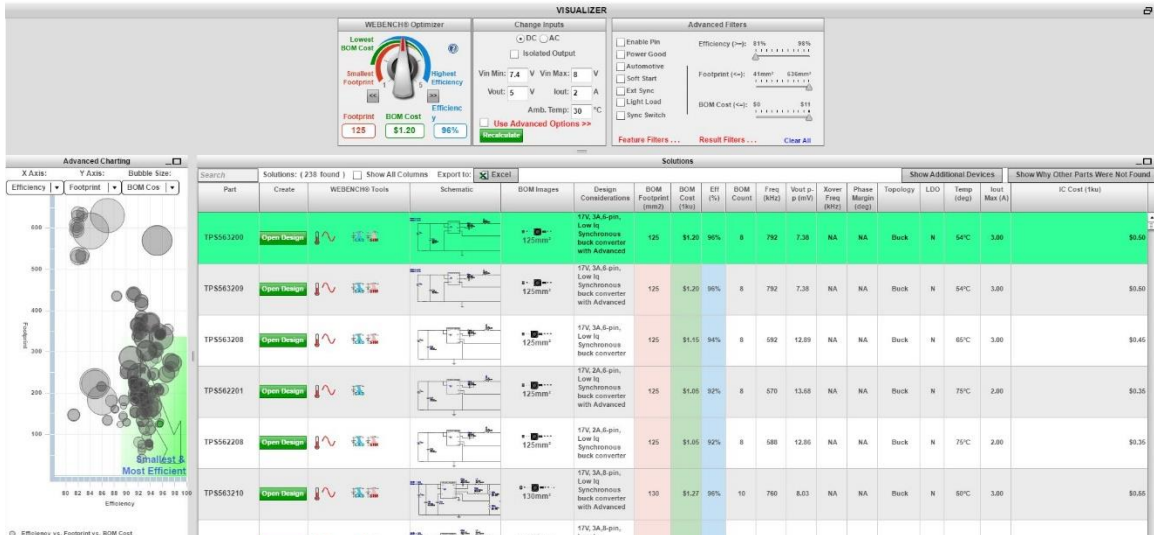 VISUALIZER
WEBENCH® Optimizer
Lowest BOM Cost
Smallest Footprint
Highest Efficiency
1 5
<< >>
Footprint BOM Cost Efficiency
125 $1.20 96%
Change Inputs
DC AC
Isolated Output
Vin Min: 7.4 V Vin Max: 8 V
Vout: 5 V Iout: 2 A
Amb. Temp: 30 °C
Use Advanced Options >>
Recalculate
Advanced Filters
Enable Pin
Power Good
Automotive
Soft Start
Ext Sync
Light Load
Sync Switch
Efficiency (>=): 81% 98%
Footprint (<=): 41mm² 636mm²
BOM Cost (<=): $0 $11
Feature Filters . . . Result Filters . . . Clear All
Advanced Charting
X Axis: Y Axis: Bubble Size:
Efficiency Footprint BOM Cos
600
500
400
300
200
100
Footprint
Smallest & Most Efficient
80 82 84 86 88 90 92 94 96 98 100
Efficiency
Efficiency vs. Footprint vs. BOM Cost
Solutions
Search Solutions: ( 238 found ) Show All Columns Export to: Excel Show Additional Devices Show Why Other Parts Were Not Found
Part Create WEBENCH® Tools Schematic BOM Images Design Considerations BOM Footprint (mm2) BOM Cost (1ku) Eff (%) BOM Count Freq (kHz) Vout p-p (mV) Xover Freq (kHz) Phase Margin (deg) Topology LDO Temp (deg) Iout Max (A) IC Cost (1ku)
TPS563200 Open Design 125mm² 17V, 3A,6-pin, Low Iq Synchronous buck converter with Advanced 125 $1.20 96% 8 792 7.38 NA NA Buck N 54°C 3.00 $0.50
TPS563209 Open Design 125mm² 17V, 3A,6-pin, Low Iq Synchronous buck converter with Advanced 125 $1.20 96% 8 792 7.38 NA NA Buck N 54°C 3.00 $0.50
TPS563208 Open Design 125mm² 17V, 3A,6-pin, Low Iq Synchronous buck converter 125 $1.15 94% 8 592 12.89 NA NA Buck N 65°C 3.00 $0.45
TPS562201 Open Design 125mm² 17V, 2A,6-pin, Low Iq Synchronous buck converter with Advanced 125 $1.05 92% 8 570 13.68 NA NA Buck N 75°C 2.00 $0.35
TPS562208 Open Design 125mm² 17V, 2A,6-pin, Low Iq Synchronous buck converter 125 $1.05 92% 8 588 12.86 NA NA Buck N 75°C 2.00 $0.35
TPS563210 Open Design 130mm² 17V, 3A,8-pin, Low Iq Synchronous buck converter with Advanced 130 $1.27 96% 10 760 8.03 NA NA Buck N 50°C 3.00 $0.55
17V, 3A,8-pin,